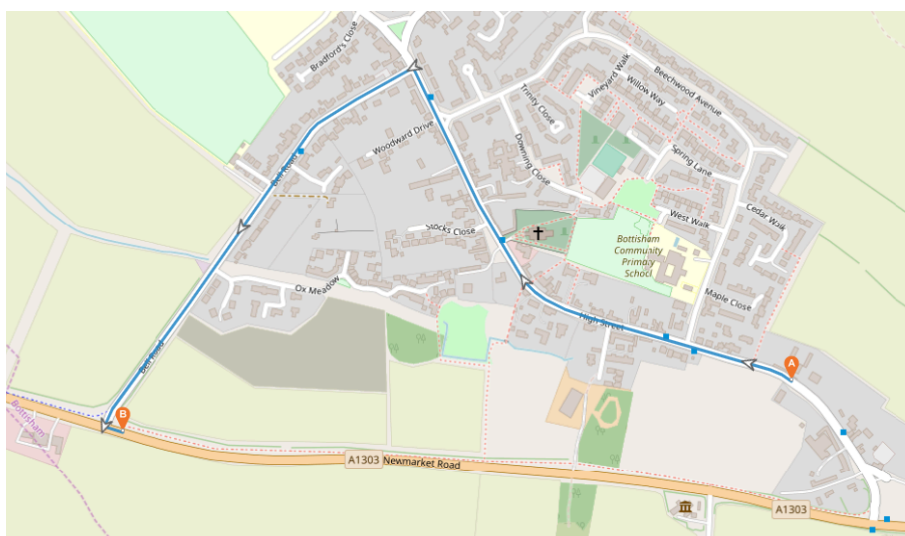 Bradford's Close
Beechwood Avenue
Vineyard Walk
Willow Way
Trinity Close
Woodward Drive
Downing Close
Spring Lane
Bell Road
Cedar Walk
West Walk
Stocks Close
Bottisham
Community
Primary
School
Ox Meadow
Maple Close
High Street
Bell Road
A
B
Bottisham
A1303
Newmarket Road
A1303